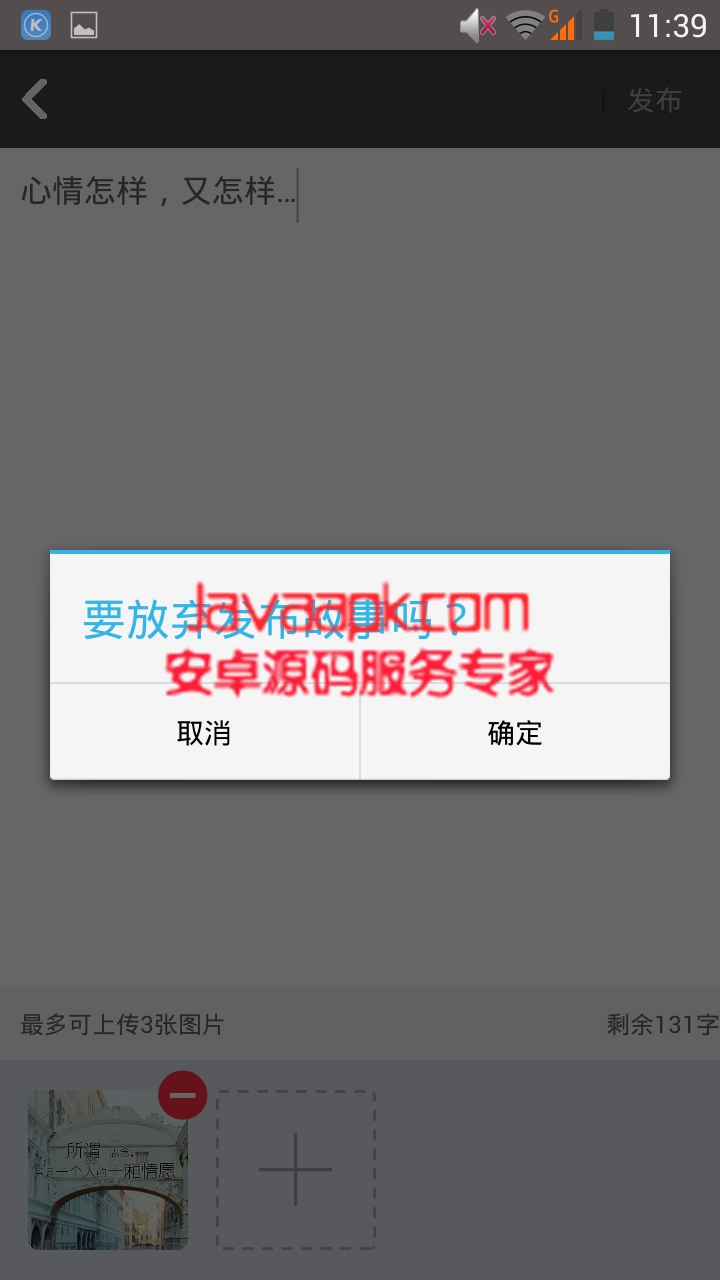 11:39
发布
心情怎样，又怎样...
要放弃发布故事吗？
Javaapk.com
安卓源码服务专家
取消
确定
最多可上传3张图片
剩余131字
所谓
一个人的一厢情愿